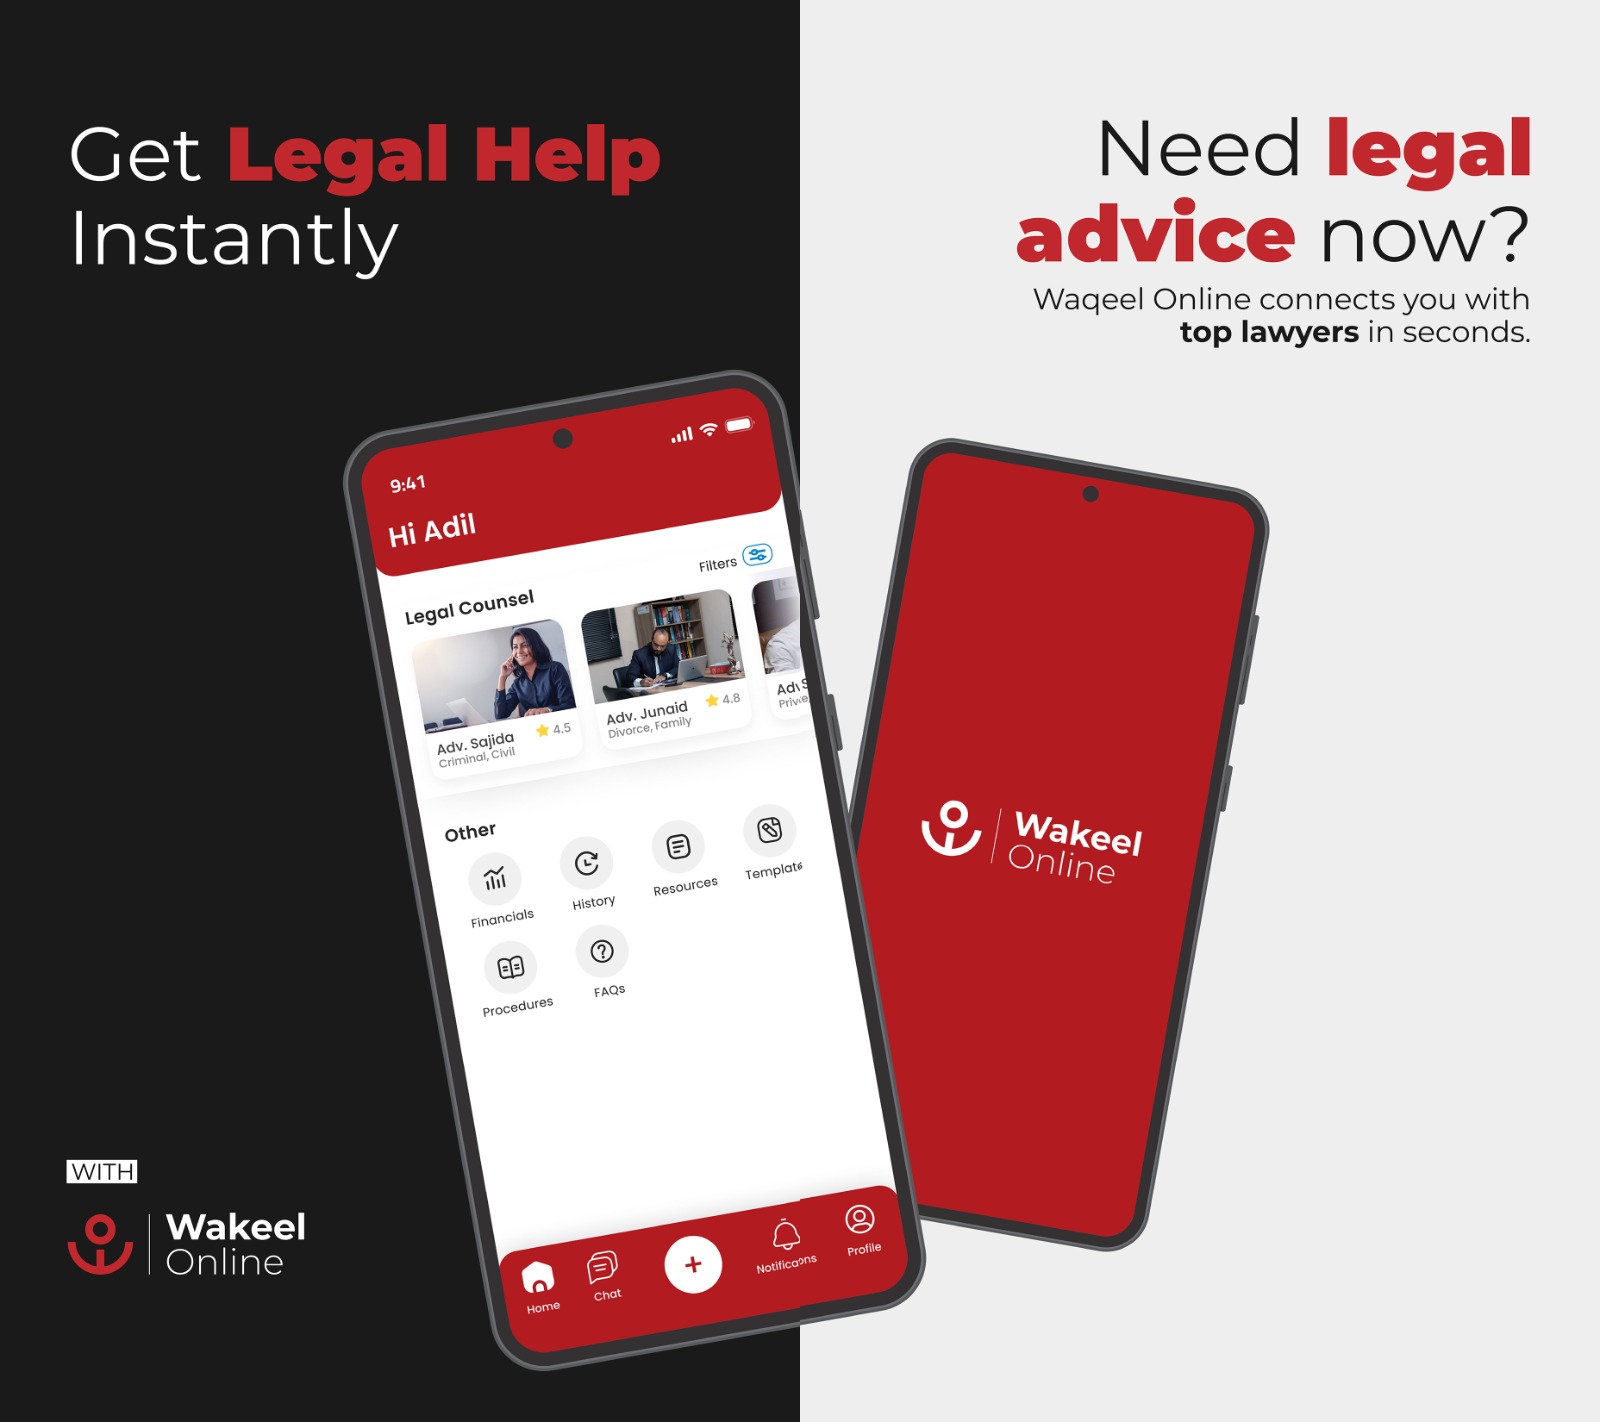 Get Legal Help
Instantly
Need legal
advice now?
Waqeel Online connects you with
top lawyers in seconds.
9:41
Hi Adil
Filters
Legal Counsel
Adv. Sajida
4.5
Criminal, Civil
Adv. Junaid
4.8
Divorce, Family
Other
Financials
History
Resources
Procedures
FAQs
Home
Chat
+
Profile
WITH
Wakeel
Online
Wakeel
Online